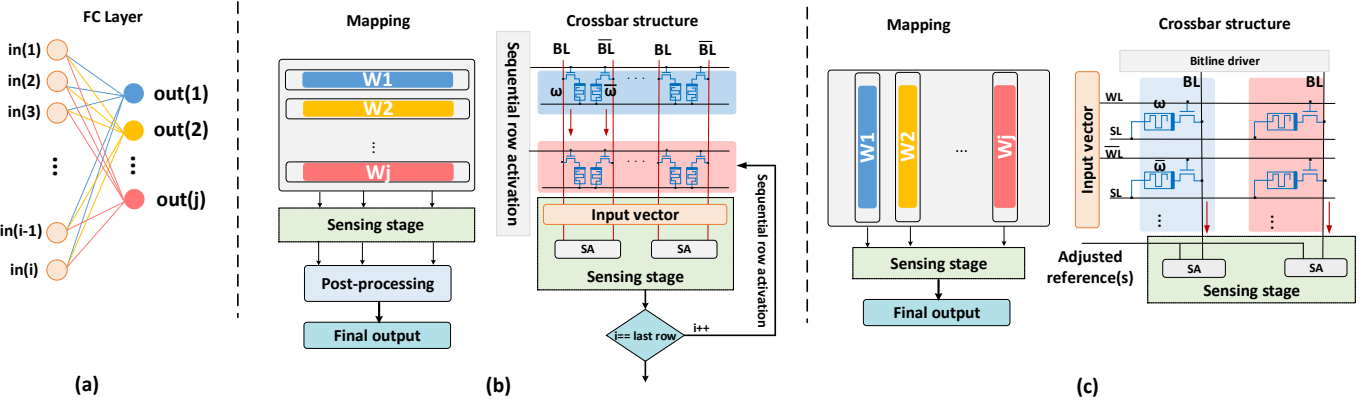 FC Layer
in(1)
in(2)
in(3)
...
in(i-1)
in(i)
out(1)
out(2)
...
out(j)
(a)
Mapping
W1
W2
...
Wj
Sensing stage
Post-processing
Final output
Crossbar structure
Sequential row activation
BL
B̅L̅
BL
B̅L̅
ω
ω̅
. . .
. . .
. . .
. . .
Input vector
SA
SA
Sensing stage
i== last row
i++
Sequential row activation
(b)
Mapping
W1
W2
...
Wj
Sensing stage
Final output
Crossbar structure
Bitline driver
Input vector
BL
BL
WL
ω
SL
W̅L̅
ω̅
SL
...
...
Adjusted
reference(s)
SA
SA
Sensing stage
(c)